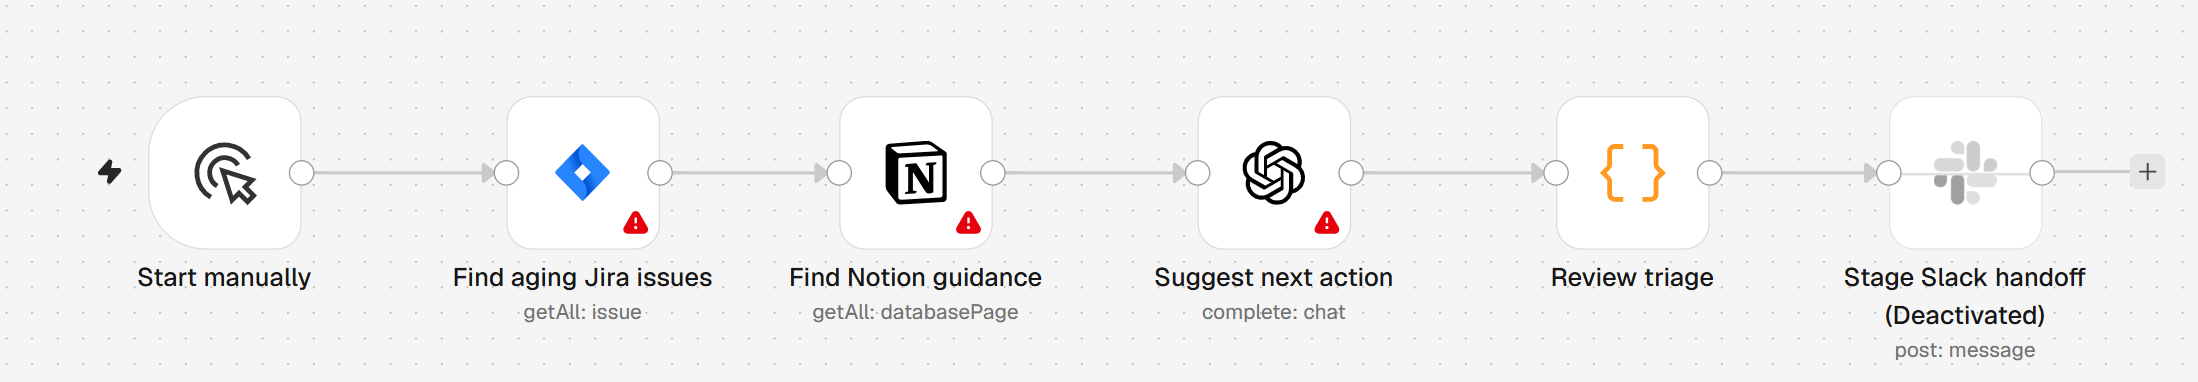 Start manually
Find aging Jira issues
getAll: issue
Find Notion guidance
getAll: databasePage
Suggest next action
complete: chat
Review triage
Stage Slack handoff
(Deactivated)
post: message